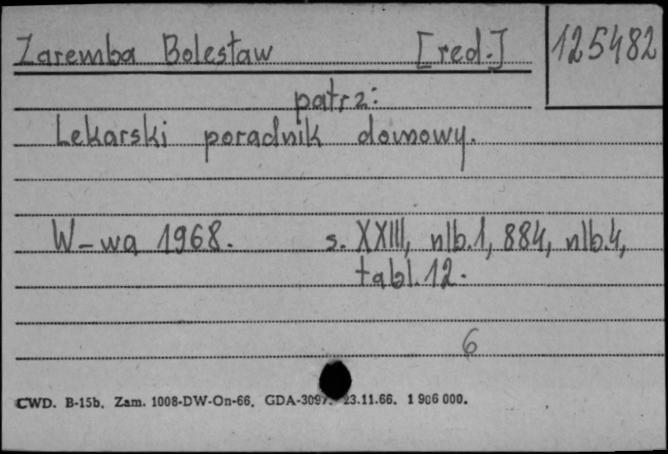 Zaremba Bolesław [red.] 125482
patrz:
Lekarski poradnik domowy.
W-wa 1968. s. XXIII, nlb.1, 884, nlb.4,
tabl.12.
6
CWD. B-15b. Zam. 1008-DW-On-66. GDA-3097. 23.11.66. 1 906 000.